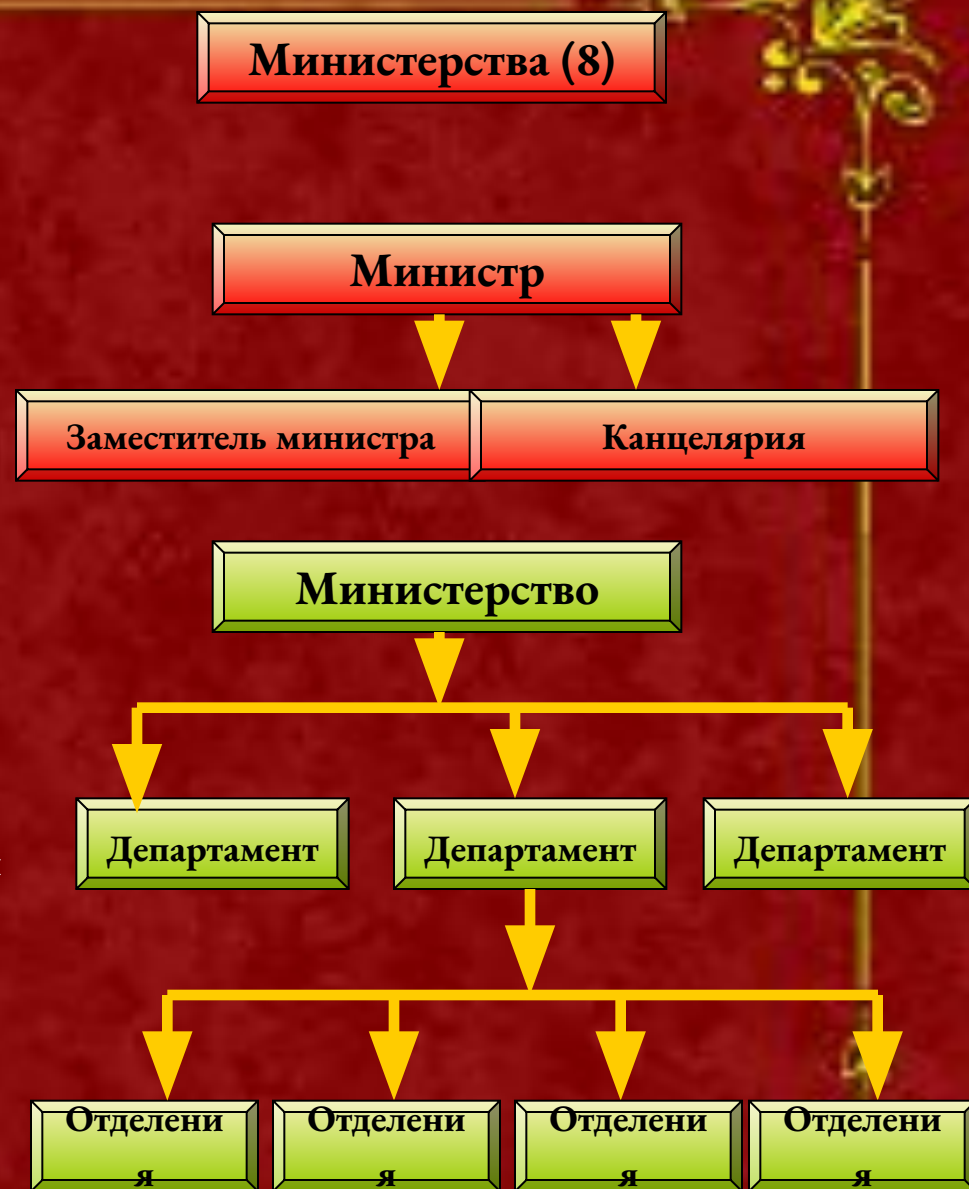 Министерства (8)
Министр
Заместитель министра
Канцелярия
Министерство
Департамент
Департамент
Департамент
Отделени
я
Отделени
я
Отделени
я
Отделени
я